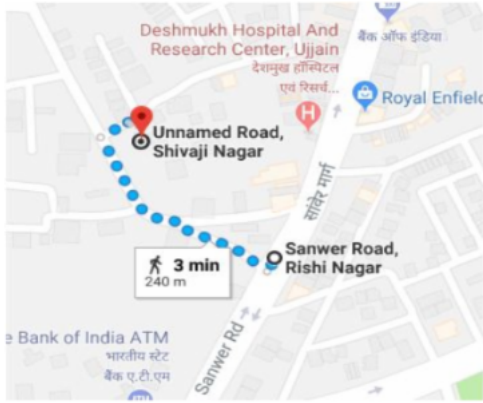 Deshmukh Hospital And
Research Center, Ujjain
देशमुख हॉस्पिटल
एवं रिसर्च...
बैंक ऑफ इंडिया
Royal Enfield
H
Unnamed Road,
Shivaji Nagar
सांवेर मार्ग
Sanwer Road,
Rishi Nagar
3 min
240 m
e Bank of India ATM
भारतीय स्टेट
बैंक ए.टी.एम
Sanwer Rd